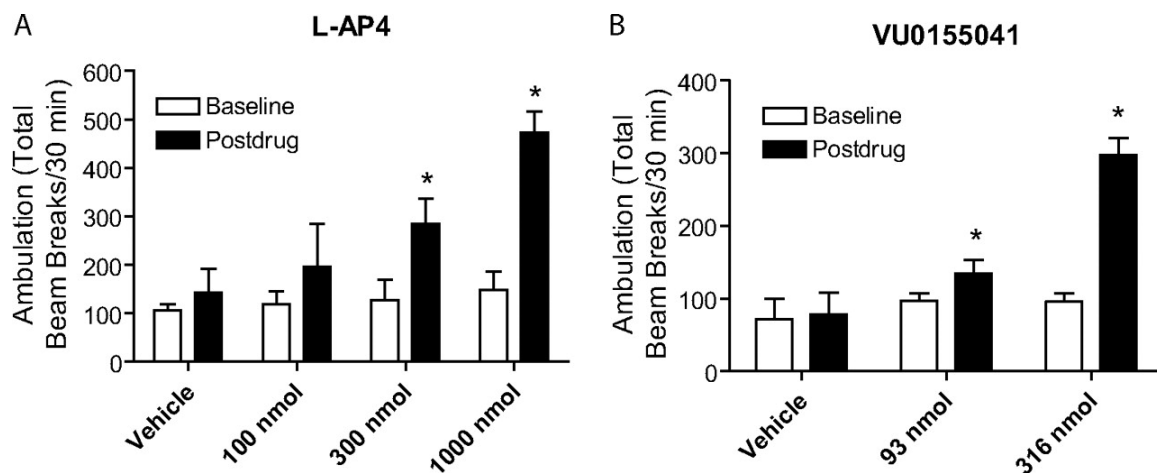 A
L-AP4
Ambulation (Total
Beam Breaks/30 min)
600
500
400
300
200
100
0
Baseline
Postdrug
*
*
Vehicle
100 nmol
300 nmol
1000 nmol
B
VU0155041
Ambulation (Total
Beam Breaks/30 min)
400
300
200
100
0
Baseline
Postdrug
*
*
Vehicle
93 nmol
316 nmol